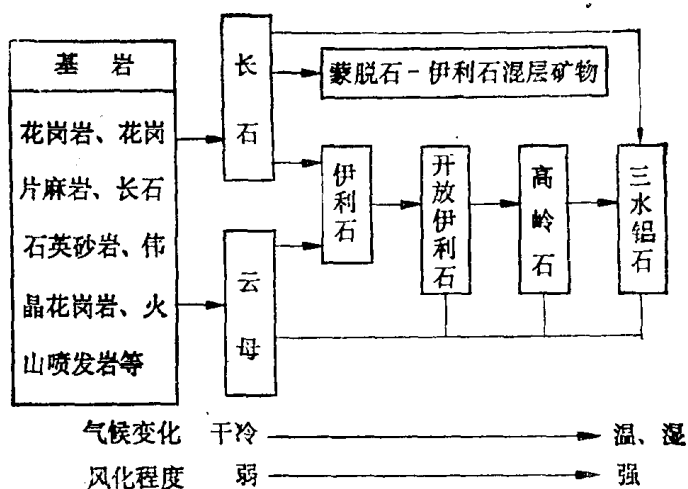 基岩
花岗岩、花岗
片麻岩、长石
石英砂岩、伟
晶花岗岩、火
山喷发岩等
长石
云母
蒙脱石-伊利石混层矿物
伊利石
开放伊利石
高岭石
三水铝石
气候变化 干冷 温、湿
风化程度 弱 强